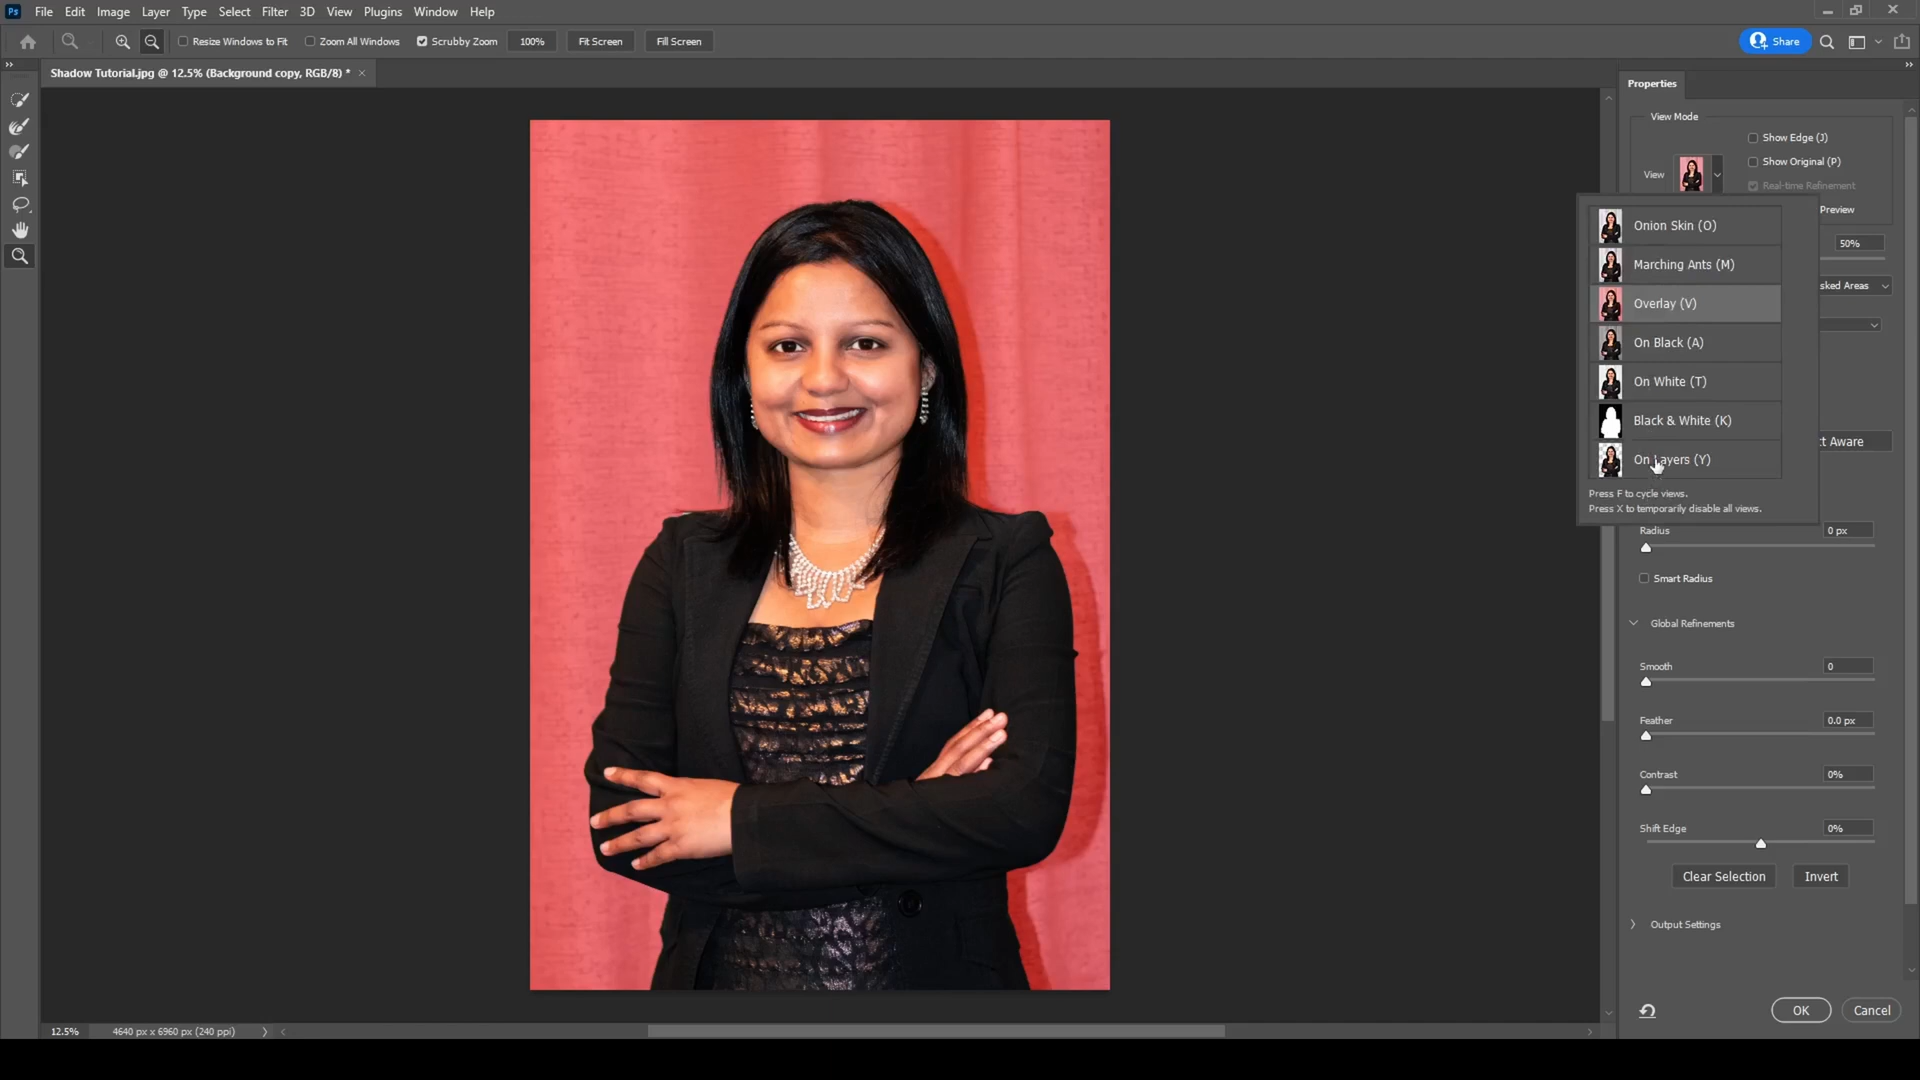 Ps File Edit Image Layer Type Select Filter 3D View Plugins Window Help
Resize Windows to Fit Zoom All Windows Scrubby Zoom 100% Fit Screen Fill Screen Share
Shadow Tutorial.jpg @ 12.5% (Background copy, RGB/8) * ×
Properties
View Mode
Show Edge (J)
Show Original (P)
View
Real-time Refinement
Preview
Onion Skin (O)
50%
Marching Ants (M)
sked Areas
Overlay (V)
On Black (A)
On White (T)
Black & White (K)
ct Aware
On Layers (Y)
Press F to cycle views.
Press X to temporarily disable all views.
Radius 0 px
Smart Radius
Global Refinements
Smooth 0
Feather 0.0 px
Contrast 0%
Shift Edge 0%
Clear Selection Invert
Output Settings
OK Cancel
12.5% 4640 px x 6960 px (240 ppi)